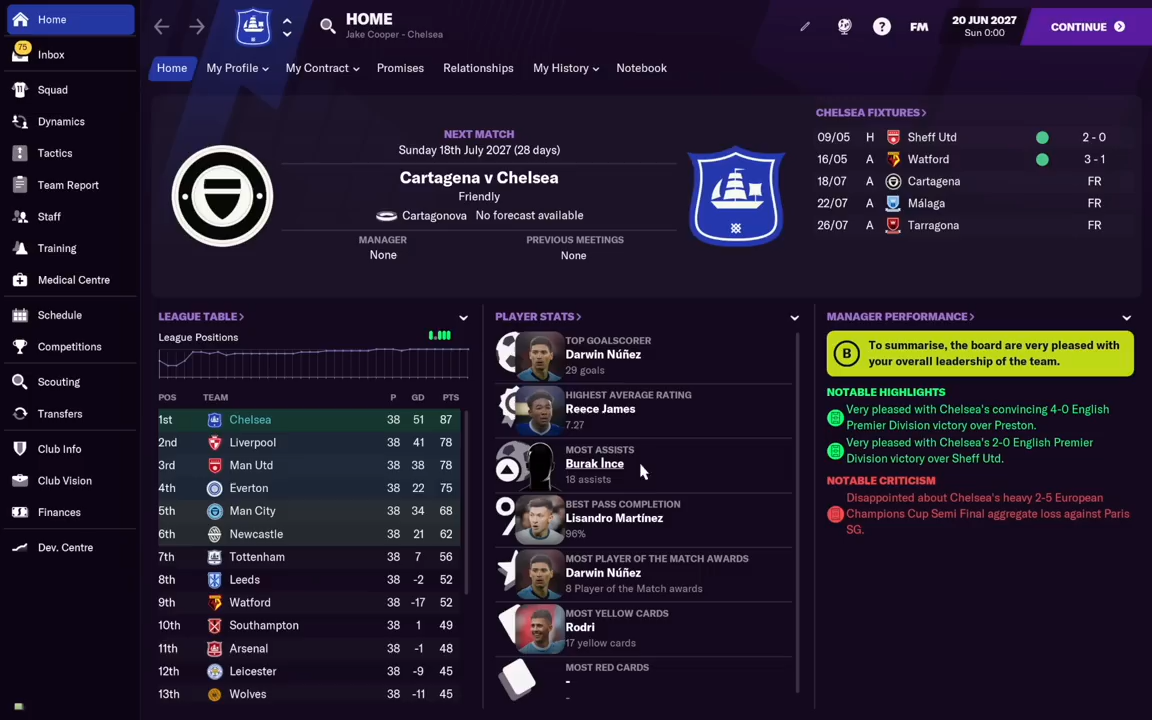 Home
75
Inbox
Squad
Dynamics
Tactics
Team Report
Staff
Training
Medical Centre
Schedule
Competitions
Scouting
Transfers
Club Info
Club Vision
Finances
Dev. Centre
HOME
Jake Cooper - Chelsea
?
FM
20 JUN 2027
Sun 0:00
CONTINUE
Home
My Profile
My Contract
Promises
Relationships
My History
Notebook
NEXT MATCH
Sunday 18th July 2027 (28 days)
Cartagena v Chelsea
Friendly
Cartagonova No forecast available
MANAGER
None
PREVIOUS MEETINGS
None
CHELSEA FIXTURES>
09/05 H Sheff Utd 2 - 0
16/05 A Watford 3 - 1
18/07 A Cartagena FR
22/07 A Málaga FR
26/07 A Tarragona FR
LEAGUE TABLE>
League Positions
POS TEAM P GD PTS
1st Chelsea 38 51 87
2nd Liverpool 38 41 78
3rd Man Utd 38 38 78
4th Everton 38 22 75
5th Man City 38 34 68
6th Newcastle 38 21 62
7th Tottenham 38 7 56
8th Leeds 38 -2 52
9th Watford 38 -17 52
10th Southampton 38 1 49
11th Arsenal 38 -1 48
12th Leicester 38 -9 45
13th Wolves 38 -11 45
PLAYER STATS>
TOP GOALSCORER
Darwin Núñez
29 goals
HIGHEST AVERAGE RATING
Reece James
7.27
MOST ASSISTS
Burak İnce
18 assists
BEST PASS COMPLETION
Lisandro Martínez
96%
MOST PLAYER OF THE MATCH AWARDS
Darwin Núñez
8 Player of the Match awards
MOST YELLOW CARDS
Rodri
17 yellow cards
MOST RED CARDS
-
-
MANAGER PERFORMANCE>
B
To summarise, the board are very pleased with
your overall leadership of the team.
NOTABLE HIGHLIGHTS
Very pleased with Chelsea's convincing 4-0 English
Premier Division victory over Preston.
Very pleased with Chelsea's 2-0 English Premier
Division victory over Sheff Utd.
NOTABLE CRITICISM
Disappointed about Chelsea's heavy 2-5 European
Champions Cup Semi Final aggregate loss against Paris
SG.